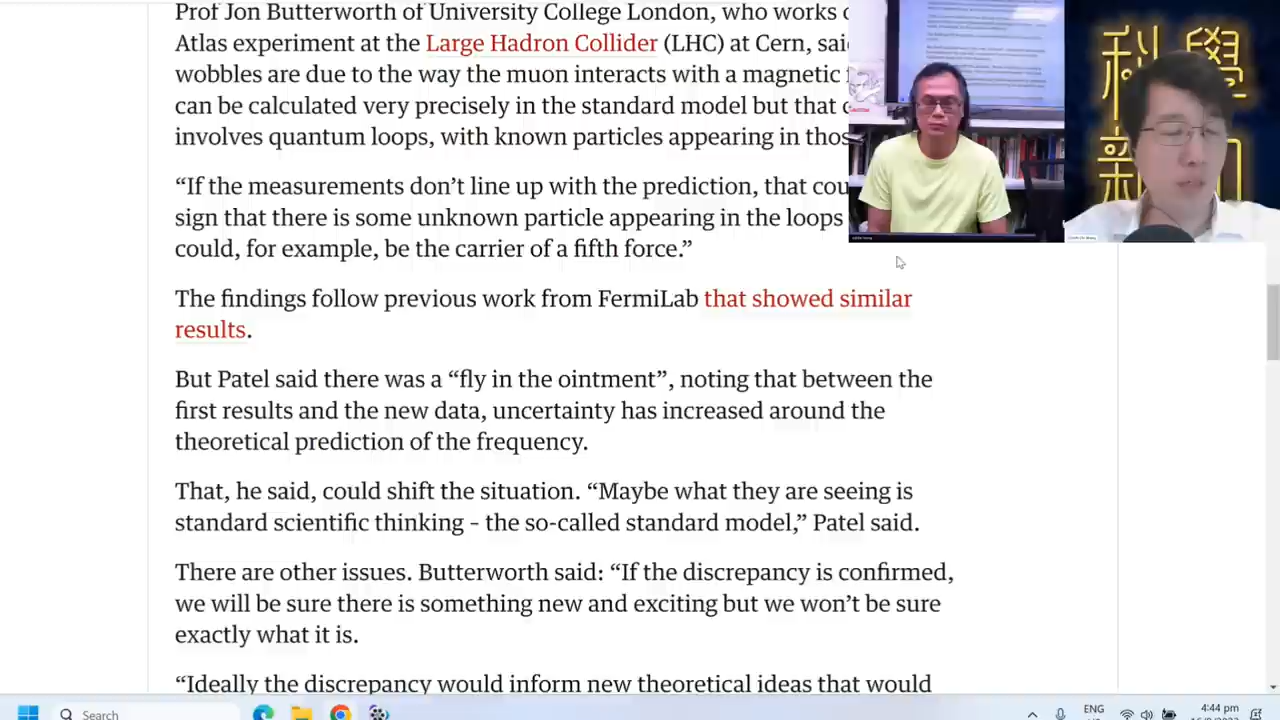 Prof Jon Butterworth of University College London, who works
Atlas experiment at the Large Hadron Collider (LHC) at Cern,
wobbles are due to the way the muon interacts with a magnetic
can be calculated very precisely in the standard model but that
involves quantum loops, with known particles appearing in
“If the measurements don’t line up with the prediction, that
sign that there is some unknown particle appearing in the loops
could, for example, be the carrier of a fifth force.”
The findings follow previous work from FermiLab that showed similar
results.
But Patel said there was a “fly in the ointment”, noting that between the
first results and the new data, uncertainty has increased around the
theoretical prediction of the frequency.
That, he said, could shift the situation. “Maybe what they are seeing is
standard scientific thinking – the so-called standard model,” Patel said.
There are other issues. Butterworth said: “If the discrepancy is confirmed,
we will be sure there is something new and exciting but we won’t be sure
exactly what it is.
“Ideally the discrepancy would inform new theoretical ideas that would
科學
新
Search
ENG
4:44 pm